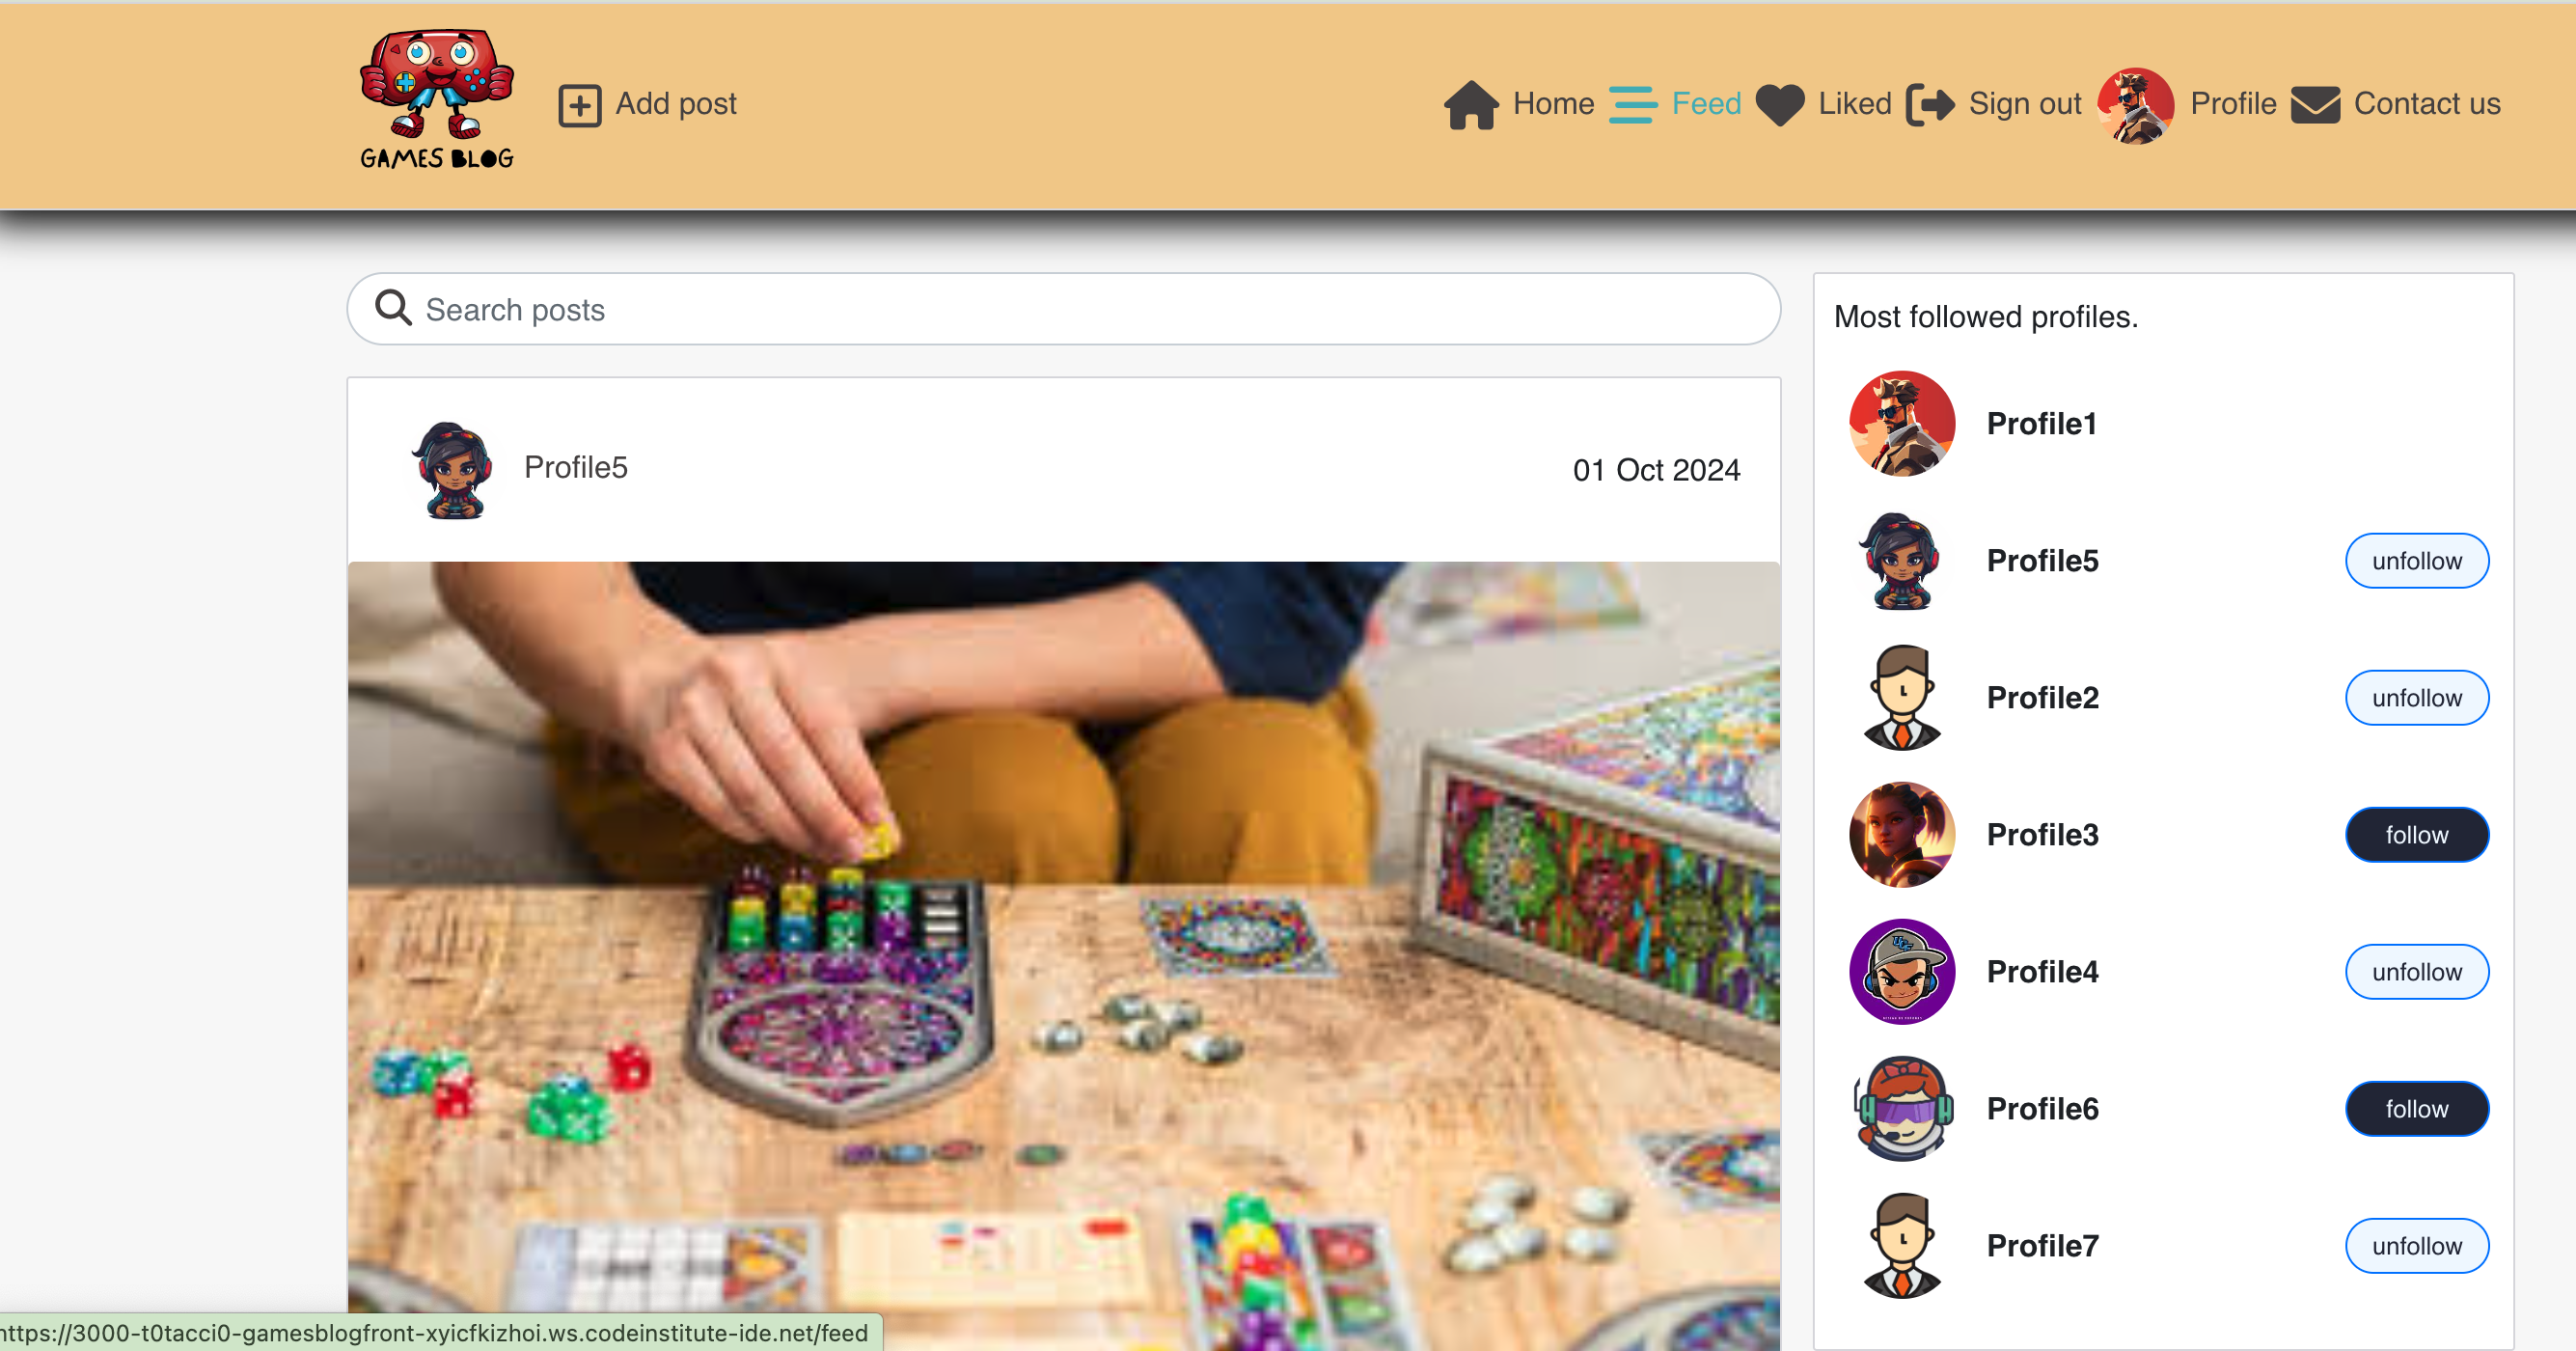 GAMES BLOG
Add post
Home
Feed
Liked
Sign out
Profile
Contact us
Search posts
Profile5
01 Oct 2024
Most followed profiles.
Profile1
Profile5
unfollow
Profile2
unfollow
Profile3
follow
Profile4
unfollow
Profile6
follow
Profile7
unfollow
https://3000-t0tacci0-gamesblogfront-xyicfkizhoi.ws.codeinstitute-ide.net/feed